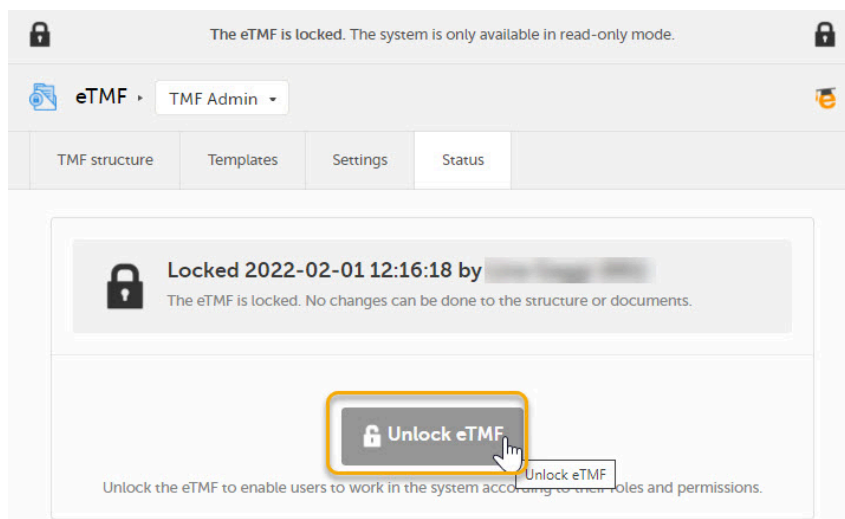 The eTMF is locked. The system is only available in read-only mode.
eTMF TMF Admin
TMF structure Templates Settings Status
Locked 2022-02-01 12:16:18 by
The eTMF is locked. No changes can be done to the structure or documents.
Unlock eTMF
Unlock eTMF
Unlock the eTMF to enable users to work in the system according to their roles and permissions.